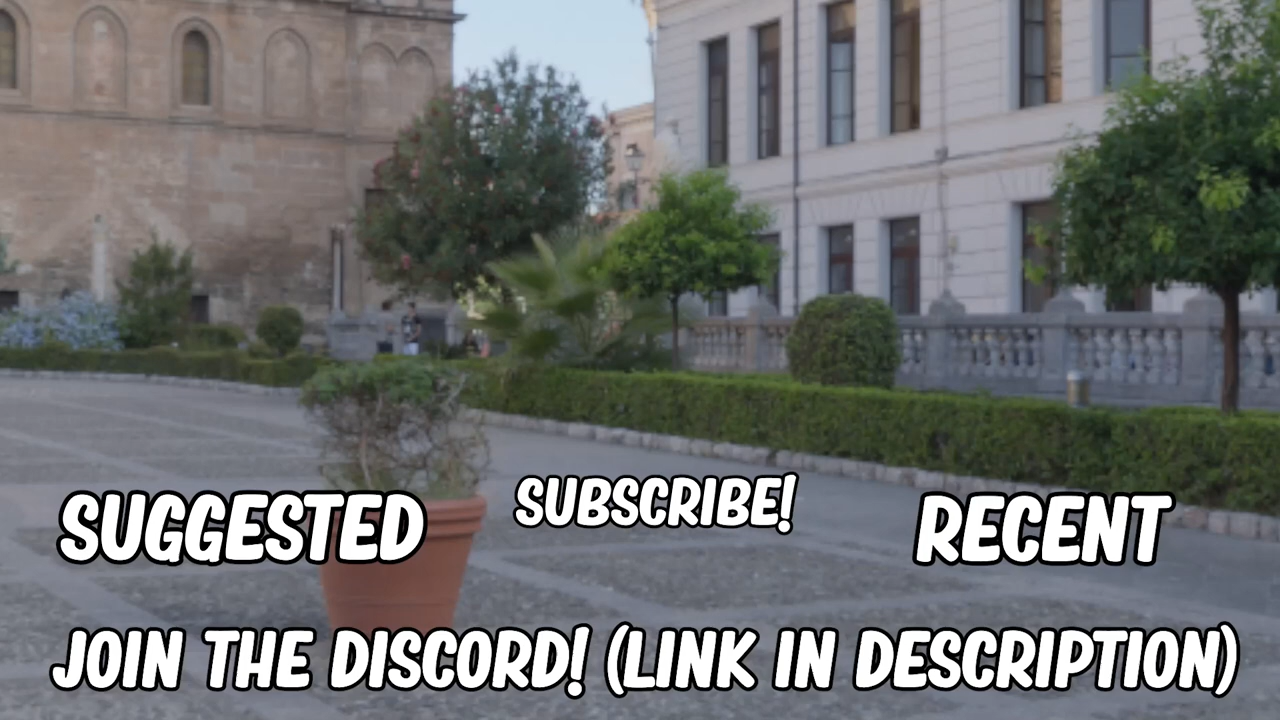 SUBSCRIBE!
SUGGESTED
RECENT
JOIN THE DISCORD! (LINK IN DESCRIPTION)